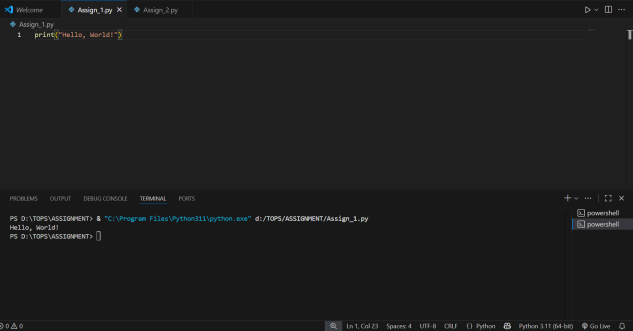 Welcome Assign_1.py Assign_2.py
Assign_1.py
1 print("Hello, World!")
PROBLEMS OUTPUT DEBUG CONSOLE TERMINAL PORTS
PS D:\TOPS\ASSIGNMENT> & "C:\Program Files\Python311\python.exe" d:/TOPS/ASSIGNMENT/Assign_1.py
Hello, World!
PS D:\TOPS\ASSIGNMENT>
powershell
powershell
0 0 Ln 1, Col 23 Spaces: 4 UTF-8 CRLF {} Python Python 3.11 (64-bit) Go Live